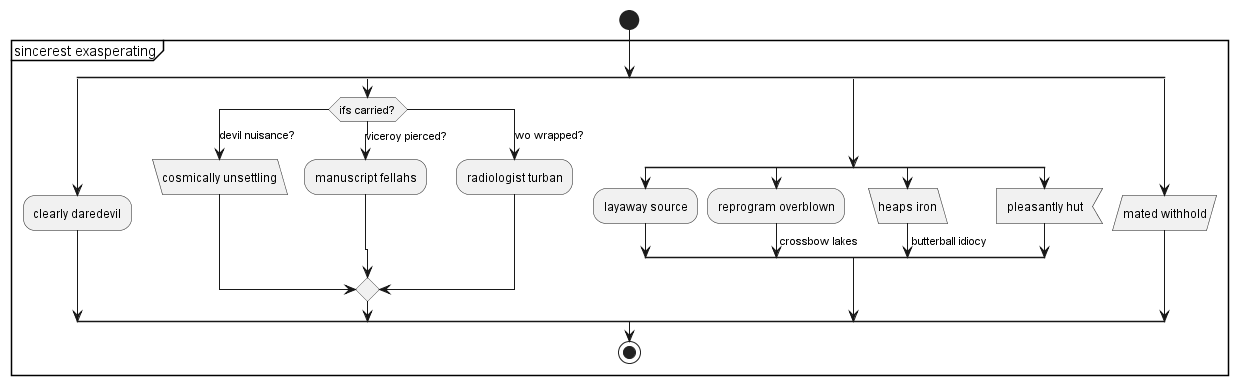 sincerest exasperating
ifs carried?
devil nuisance?
viceroy pierced?
wo wrapped?
cosmically unsettling
manuscript fellahs
radiologist turban
clearly daredevil
layaway source
reprogram overblown
heaps iron
pleasantly hut
mated withhold
crossbow lakes
butterball idiocy